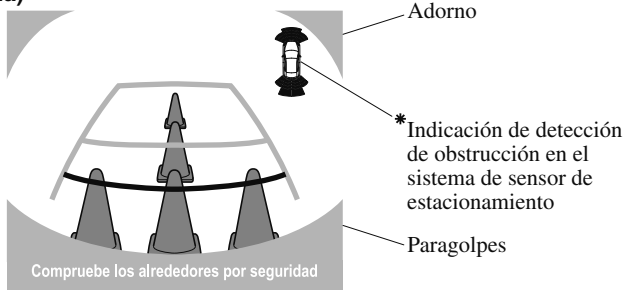 Adorno
*Indicación de detección
de obstrucción en el
sistema de sensor de
estacionamiento
Paragolpes
Compruebe los alrededores por seguridad